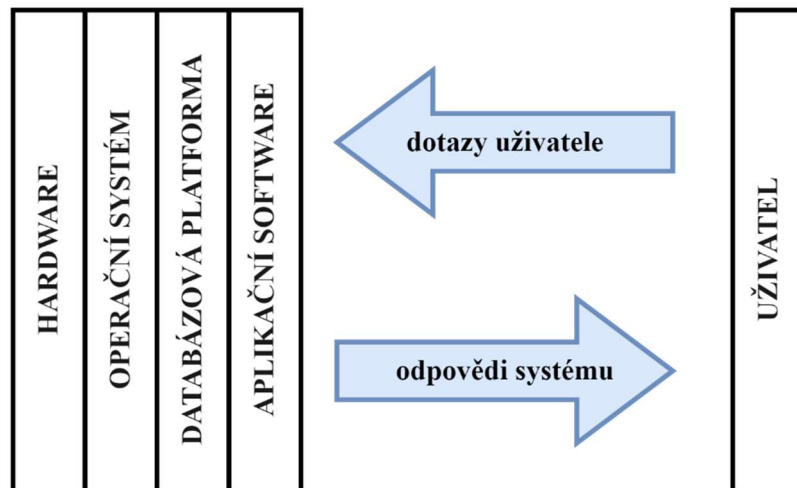 HARDWARE
OPERAČNÍ SYSTÉM
DATABÁZOVÁ PLATFORMA
APLIKAČNÍ SOFTWARE
dotazy uživatele
odpovědi systému
UŽIVATEL